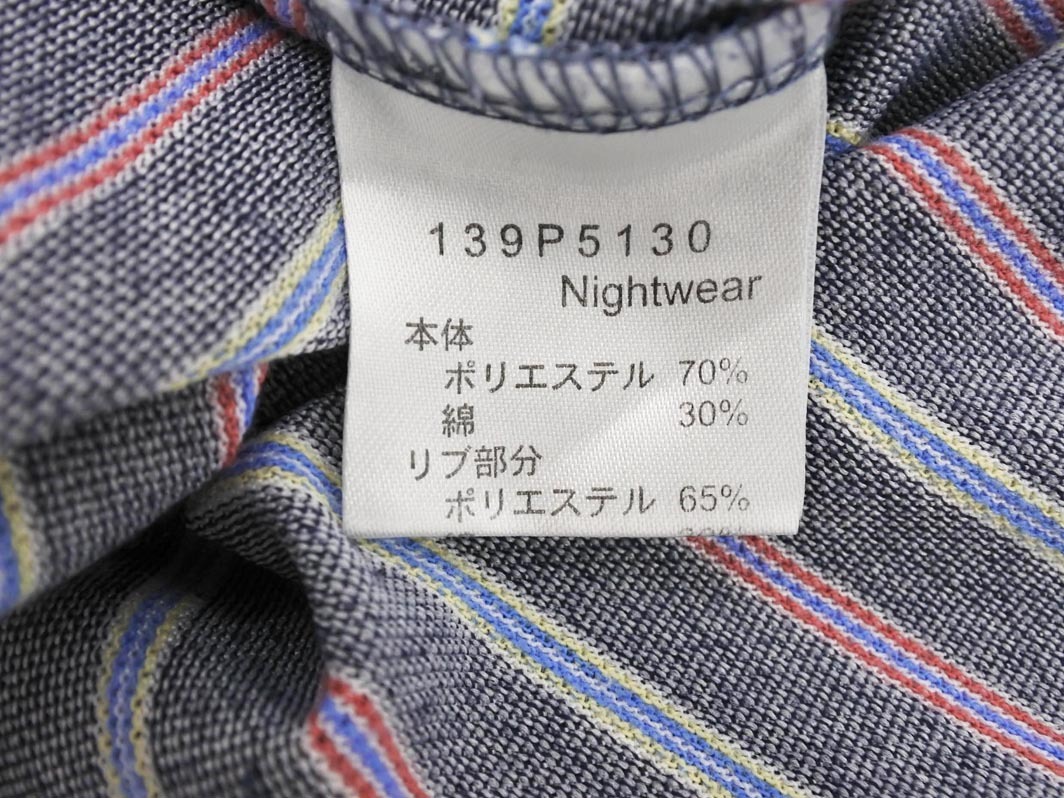 139P5130
Nightwear
本体
ポリエステル 70%
綿 30%
リブ部分
ポリエステル 65%